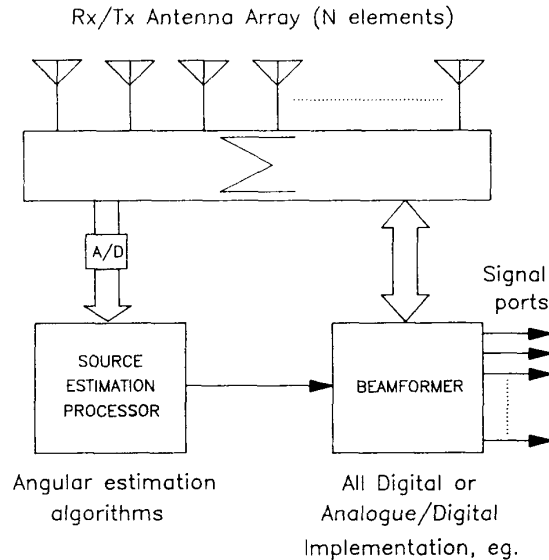 Rx/Tx Antenna Array (N elements)
Σ
A/D
Signal
ports
SOURCE
ESTIMATION
PROCESSOR
BEAMFORMER
Angular estimation
algorithms
All Digital or
Analogue/Digital
Implementation, eg.